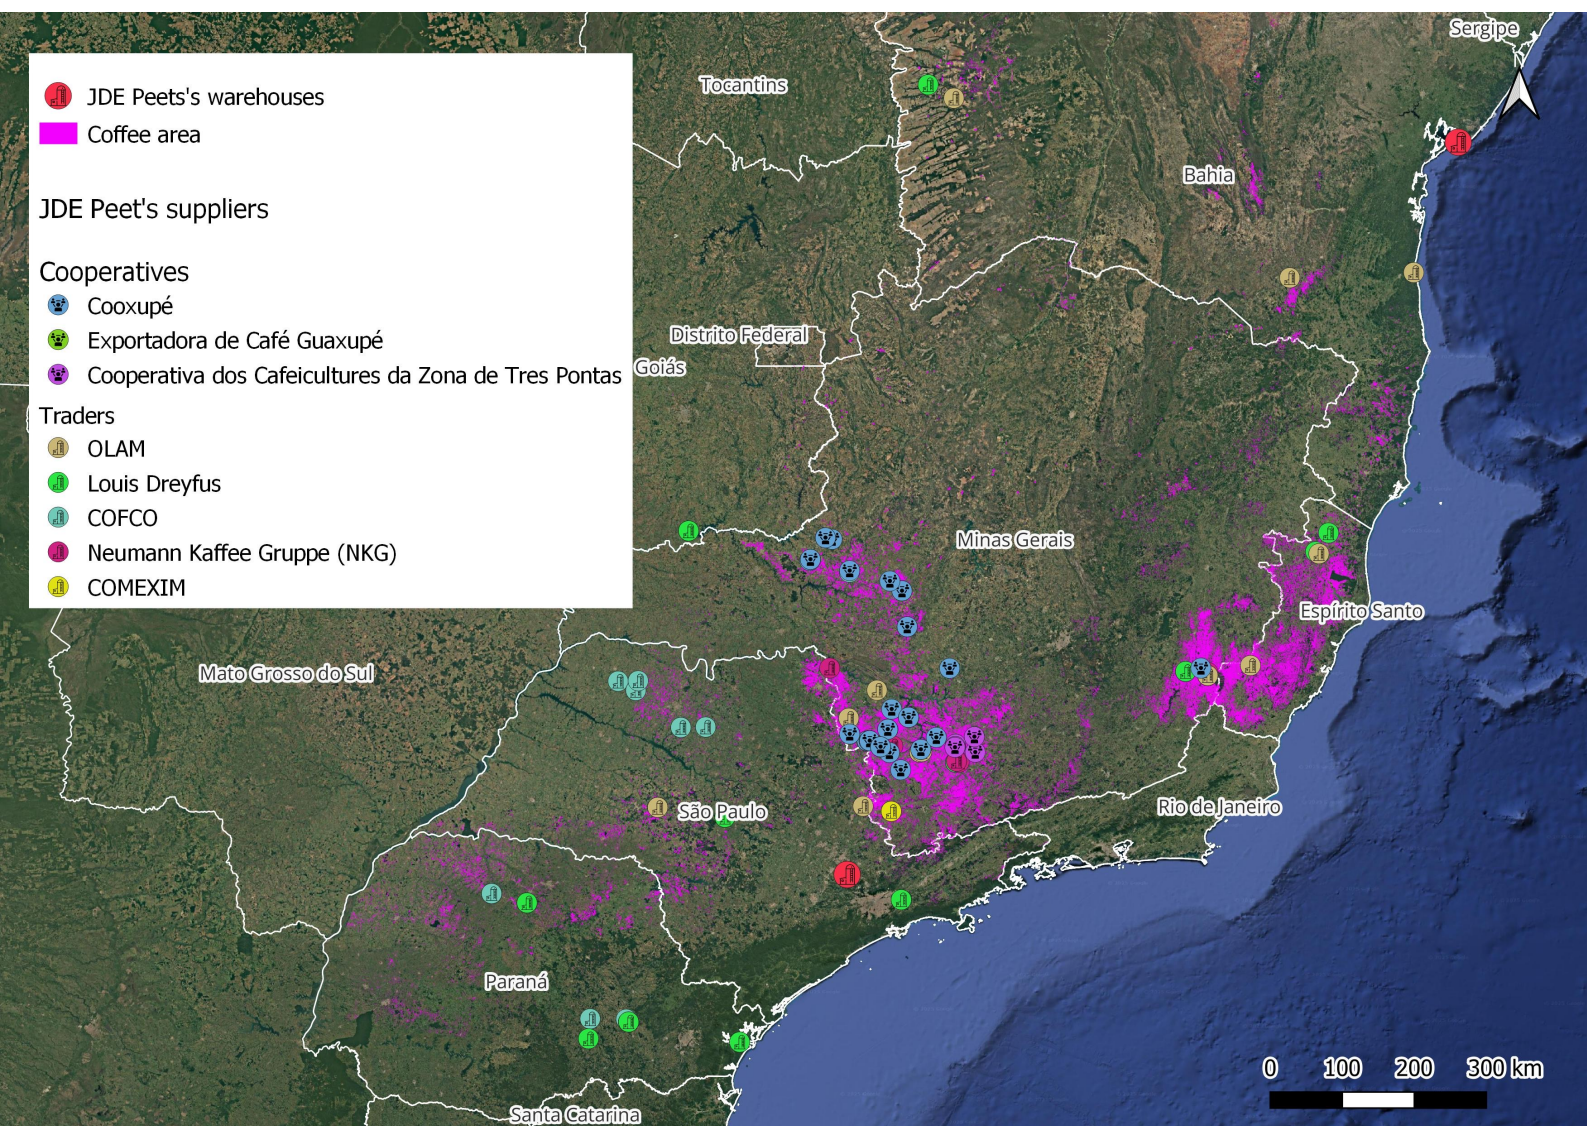 JDE Peets's warehouses
Coffee area
JDE Peet's suppliers
Cooperatives
Cooxupé
Exportadora de Café Guaxupé
Cooperativa dos Cafeicultures da Zona de Tres Pontas
Traders
OLAM
Louis Dreyfus
COFCO
Neumann Kaffee Gruppe (NKG)
COMEXIM
Sergipe
N
Tocantins
Bahia
Distrito Federal
Goiás
Minas Gerais
Espírito Santo
Mato Grosso do Sul
São Paulo
Rio de Janeiro
Paraná
Santa Catarina
0 100 200 300 km